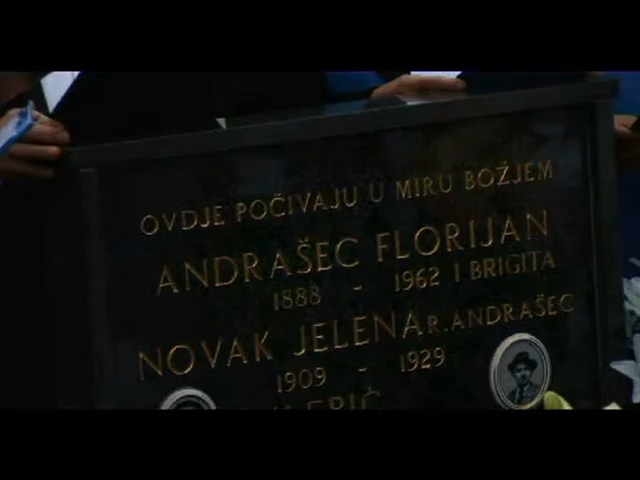 OVDJE POČIVAJU U MIRU BOŽJEM
ANDRAŠEC FLORIJAN
1888 - 1962 I BRIGITA
NOVAK JELENA R. ANDRAŠEC
1909 - 1929